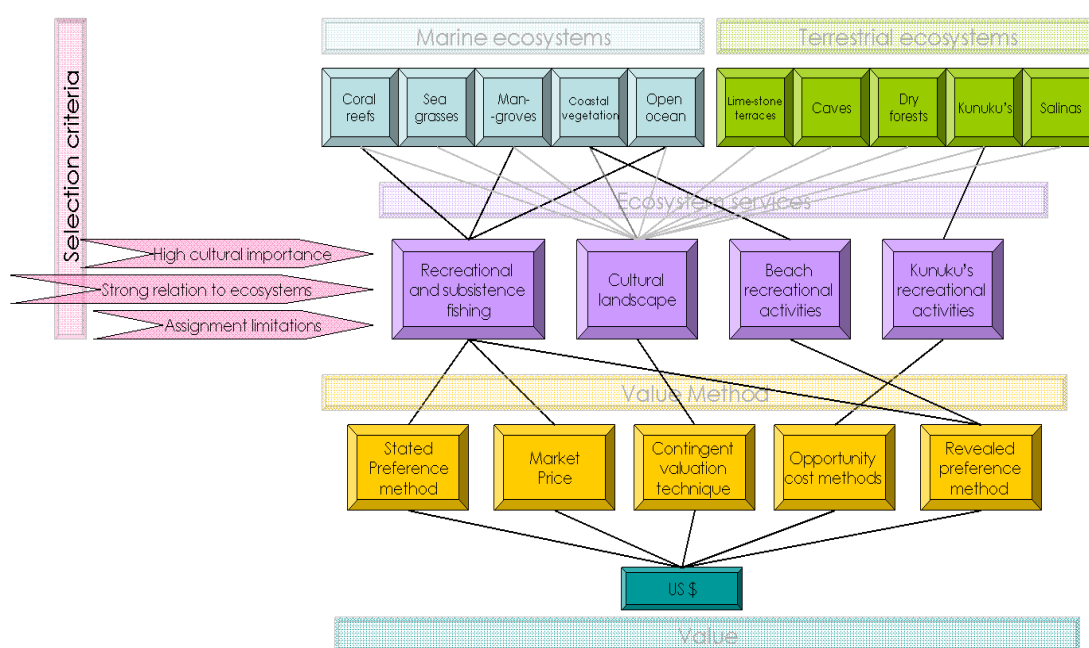 Marine ecosystems
Terrestrial ecosystems
Selection criteria
Coral
reefs
Sea
grasses
Man-
-groves
Coastal
vegetation
Open
ocean
Lime-stone
terraces
Caves
Dry
forests
Kunuku's
Salinas
Ecosystem services
High cultural importance
Strong relation to ecosystems
Assignment limitations
Recreational
and subsistence
fishing
Cultural
landscape
Beach
recreational
activities
Kunuku's
recreational
activities
Value Method
Stated
Preference
method
Market
Price
Contingent
valuation
technique
Opportunity
cost methods
Revealed
preference
method
US $
Value